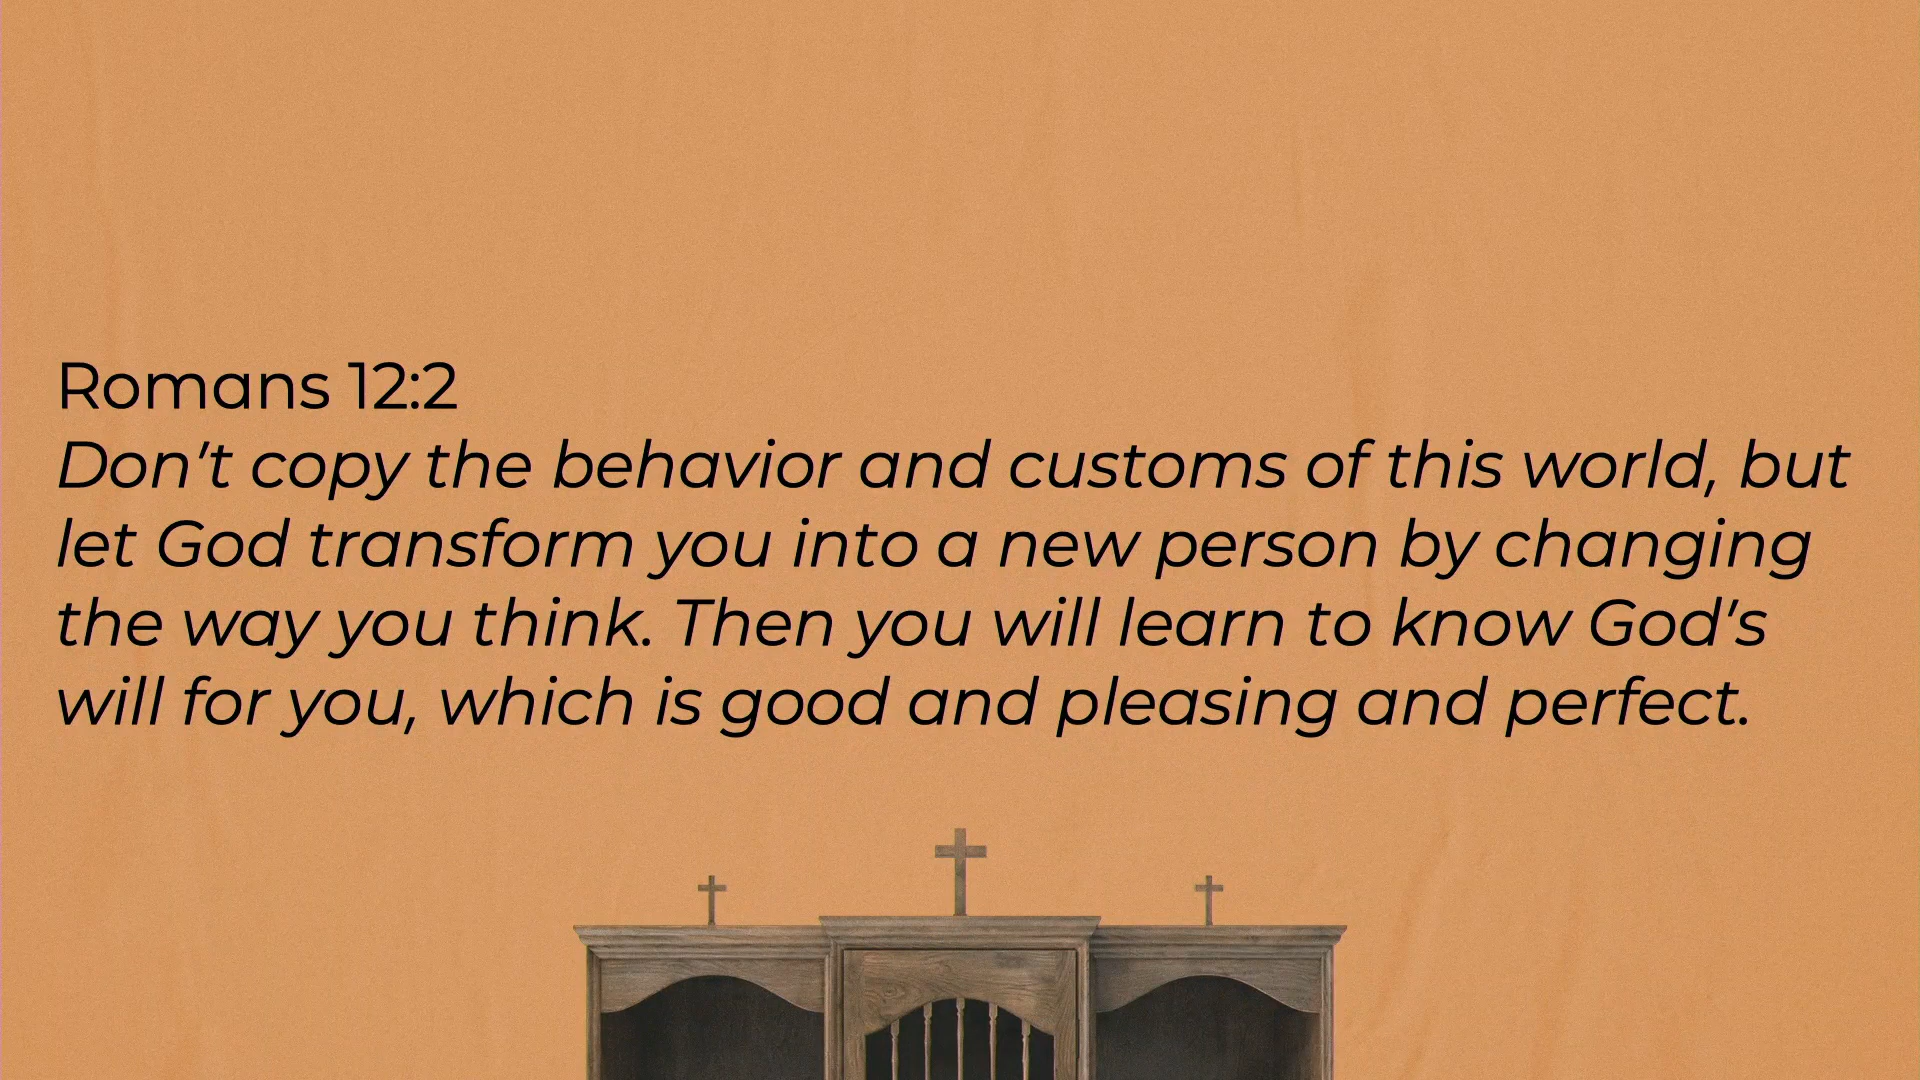 Romans 12:2
Don’t copy the behavior and customs of this world, but
let God transform you into a new person by changing
the way you think. Then you will learn to know God’s
will for you, which is good and pleasing and perfect.